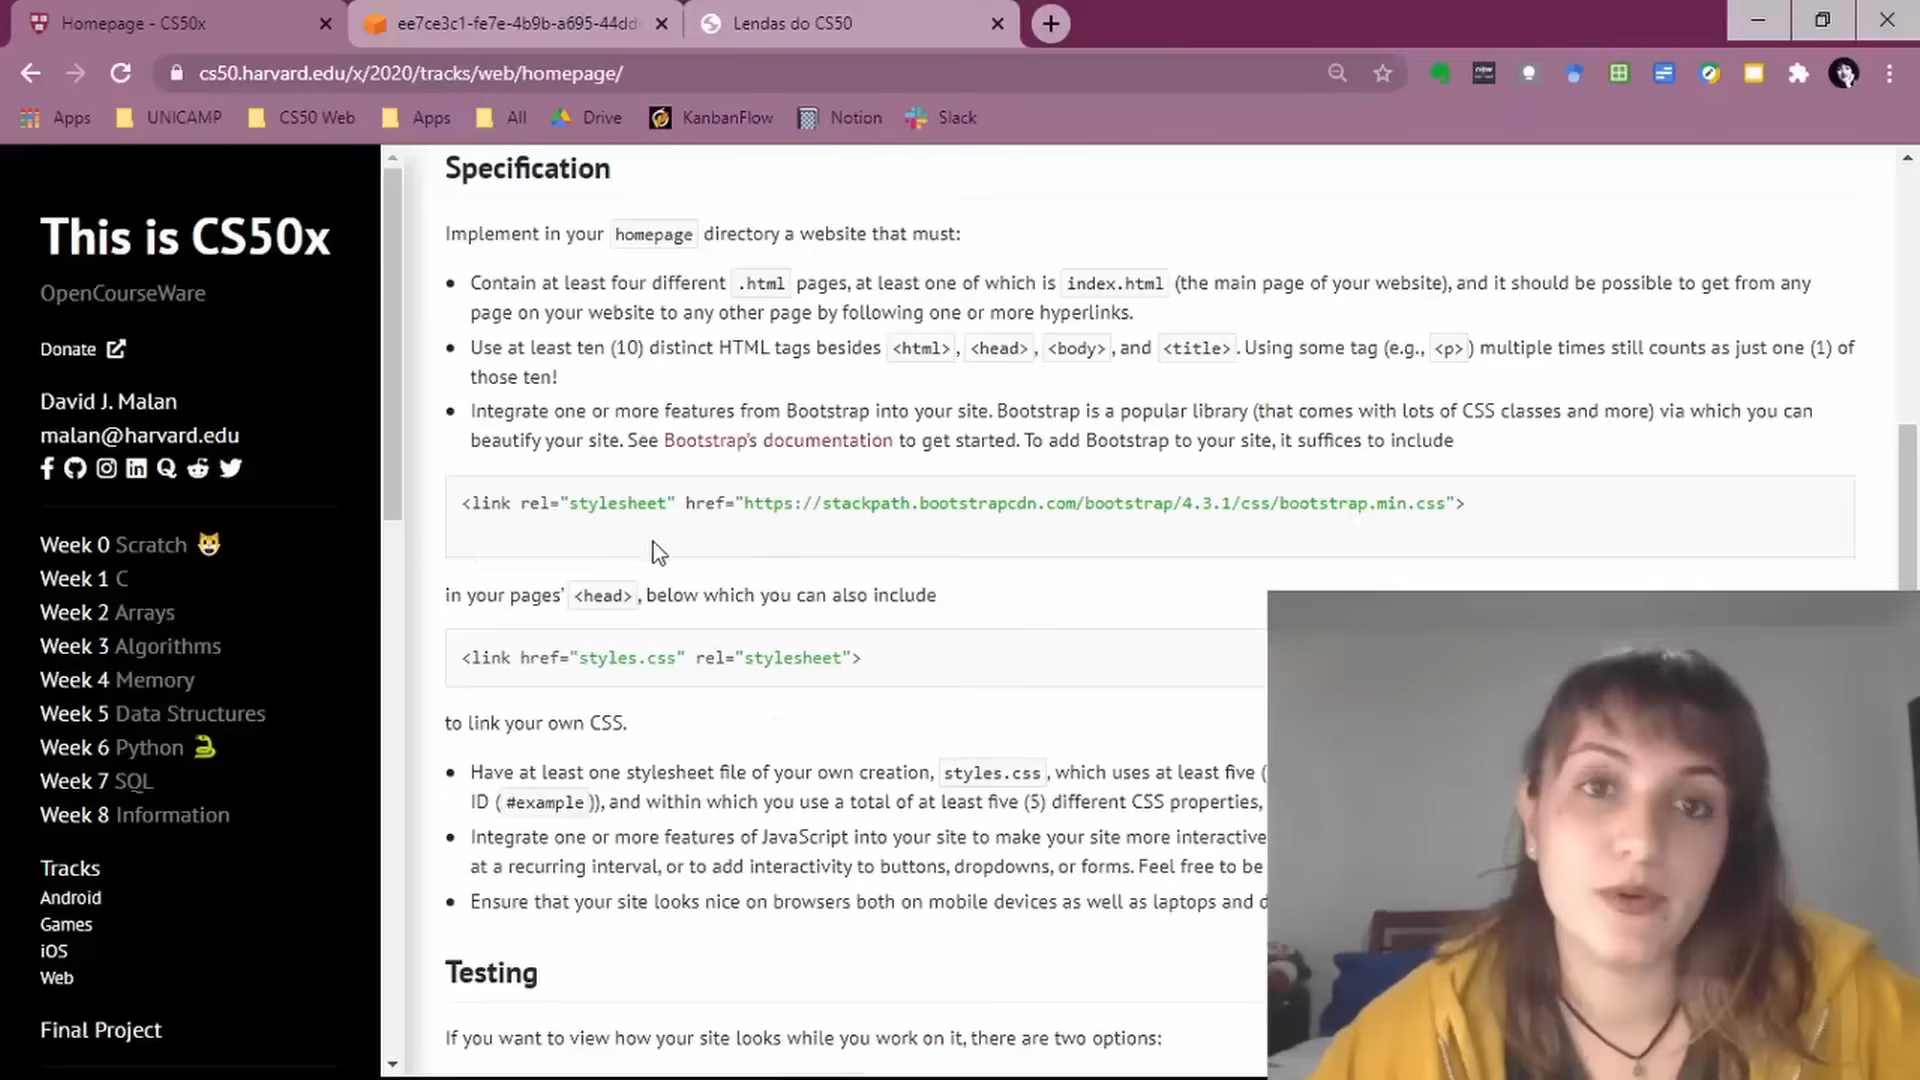 Homepage - CS50x
ee7ce3c1-fe7e-4b9b-a695-44dd
Lendas do CS50
cs50.harvard.edu/x/2020/tracks/web/homepage/
Apps
UNICAMP
CS50 Web
Apps
All
Drive
KanbanFlow
Notion
Slack
This is CS50x
OpenCourseWare
Donate
David J. Malan
malan@harvard.edu
Week 0 Scratch
Week 1 C
Week 2 Arrays
Week 3 Algorithms
Week 4 Memory
Week 5 Data Structures
Week 6 Python
Week 7 SQL
Week 8 Information
Tracks
Android
Games
iOS
Web
Final Project
Specification
Implement in your homepage directory a website that must:
Contain at least four different .html pages, at least one of which is index.html (the main page of your website), and it should be possible to get from any
page on your website to any other page by following one or more hyperlinks.
Use at least ten (10) distinct HTML tags besides <html>, <head>, <body>, and <title>. Using some tag (e.g., <p>) multiple times still counts as just one (1) of
those ten!
Integrate one or more features from Bootstrap into your site. Bootstrap is a popular library (that comes with lots of CSS classes and more) via which you can
beautify your site. See Bootstrap's documentation to get started. To add Bootstrap to your site, it suffices to include
<link rel="stylesheet" href="https://stackpath.bootstrapcdn.com/bootstrap/4.3.1/css/bootstrap.min.css">
in your pages' <head>, below which you can also include
<link href="styles.css" rel="stylesheet">
to link your own CSS.
Have at least one stylesheet file of your own creation, styles.css, which uses at least five (
ID (#example)), and within which you use a total of at least five (5) different CSS properties,
Integrate one or more features of JavaScript into your site to make your site more interactive
at a recurring interval, or to add interactivity to buttons, dropdowns, or forms. Feel free to be
Ensure that your site looks nice on browsers both on mobile devices as well as laptops and d
Testing
If you want to view how your site looks while you work on it, there are two options: